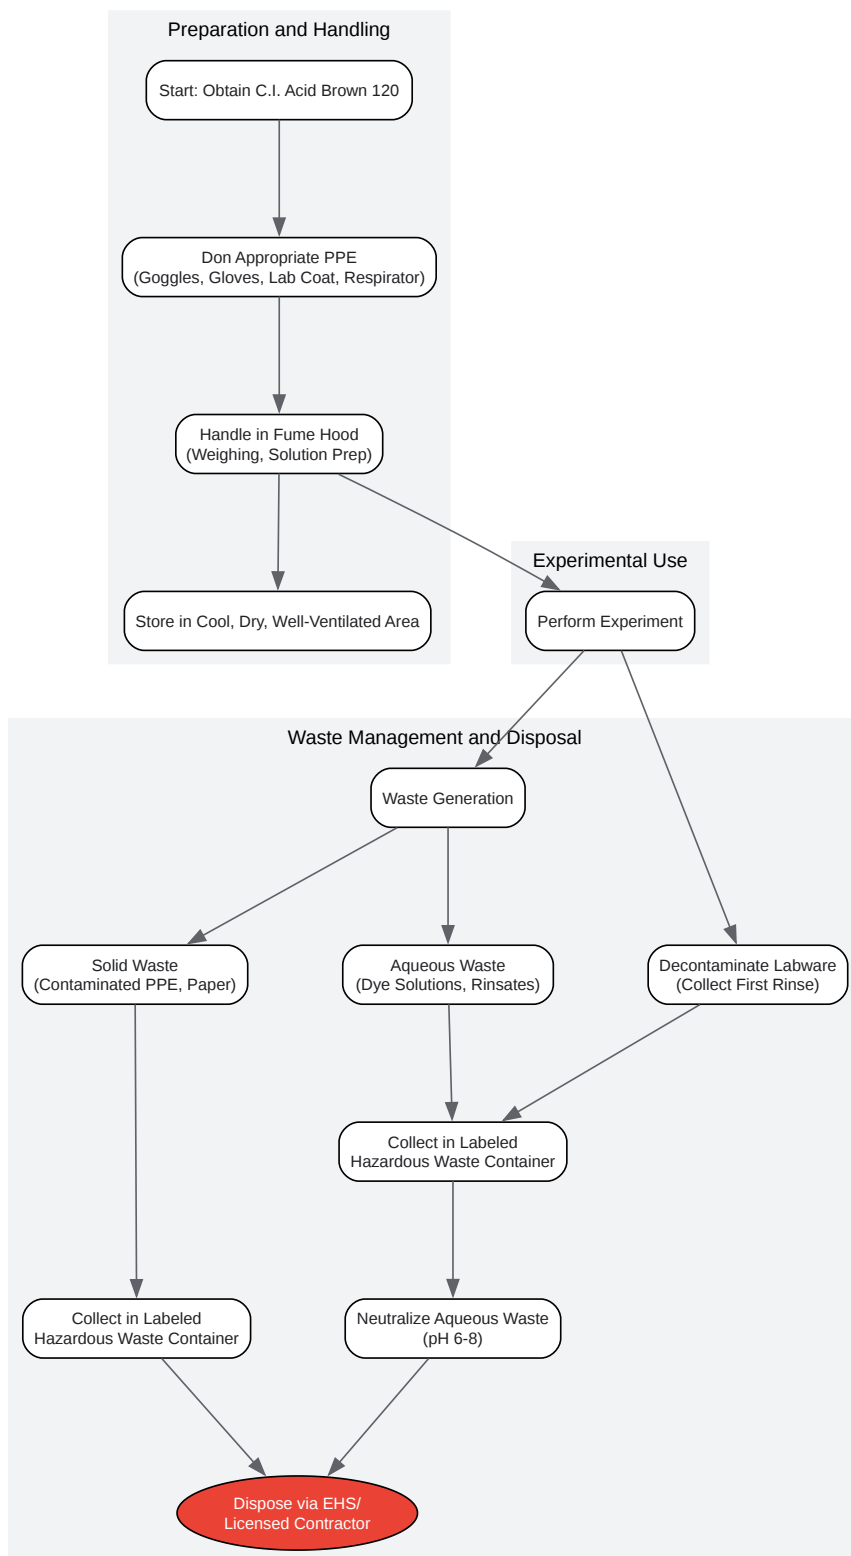 Preparation and Handling
Start: Obtain C.I. Acid Brown 120
Don Appropriate PPE
(Goggles, Gloves, Lab Coat, Respirator)
Handle in Fume Hood
(Weighing, Solution Prep)
Store in Cool, Dry, Well-Ventilated Area
Experimental Use
Perform Experiment
Waste Management and Disposal
Waste Generation
Solid Waste
(Contaminated PPE, Paper)
Aqueous Waste
(Dye Solutions, Rinsates)
Decontaminate Labware
(Collect First Rinse)
Collect in Labeled
Hazardous Waste Container
Collect in Labeled
Hazardous Waste Container
Neutralize Aqueous Waste
(pH 6-8)
Dispose via EHS/
Licensed Contractor